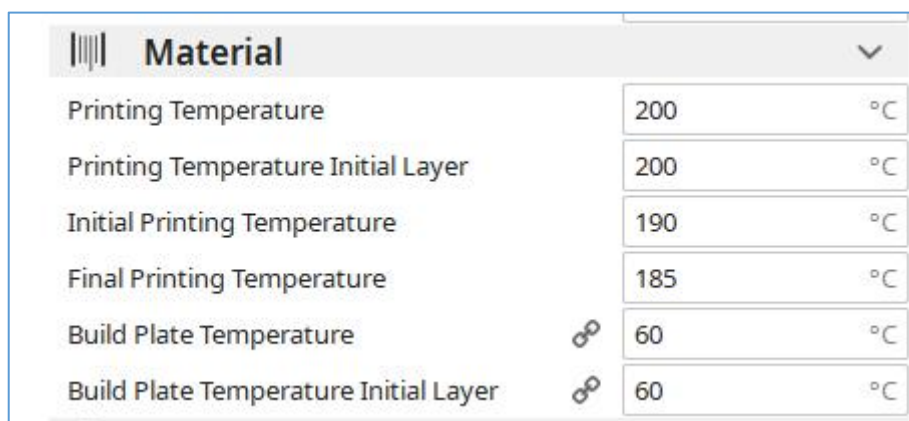 Material
Printing Temperature 200 °C
Printing Temperature Initial Layer 200 °C
Initial Printing Temperature 190 °C
Final Printing Temperature 185 °C
Build Plate Temperature 60 °C
Build Plate Temperature Initial Layer 60 °C